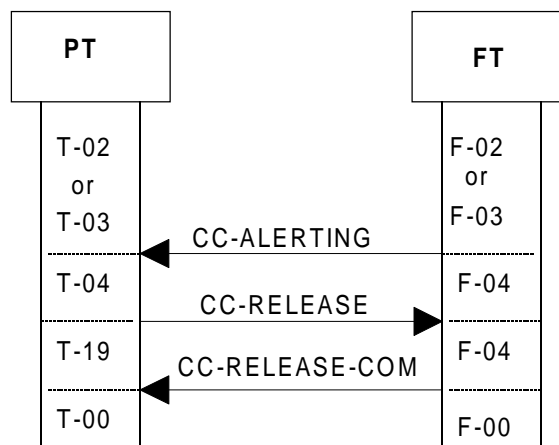 PT
FT
T-02
or
T-03
F-02
or
F-03
CC-ALERTING
T-04
F-04
CC-RELEASE
T-19
F-04
CC-RELEASE-COM
T-00
F-00